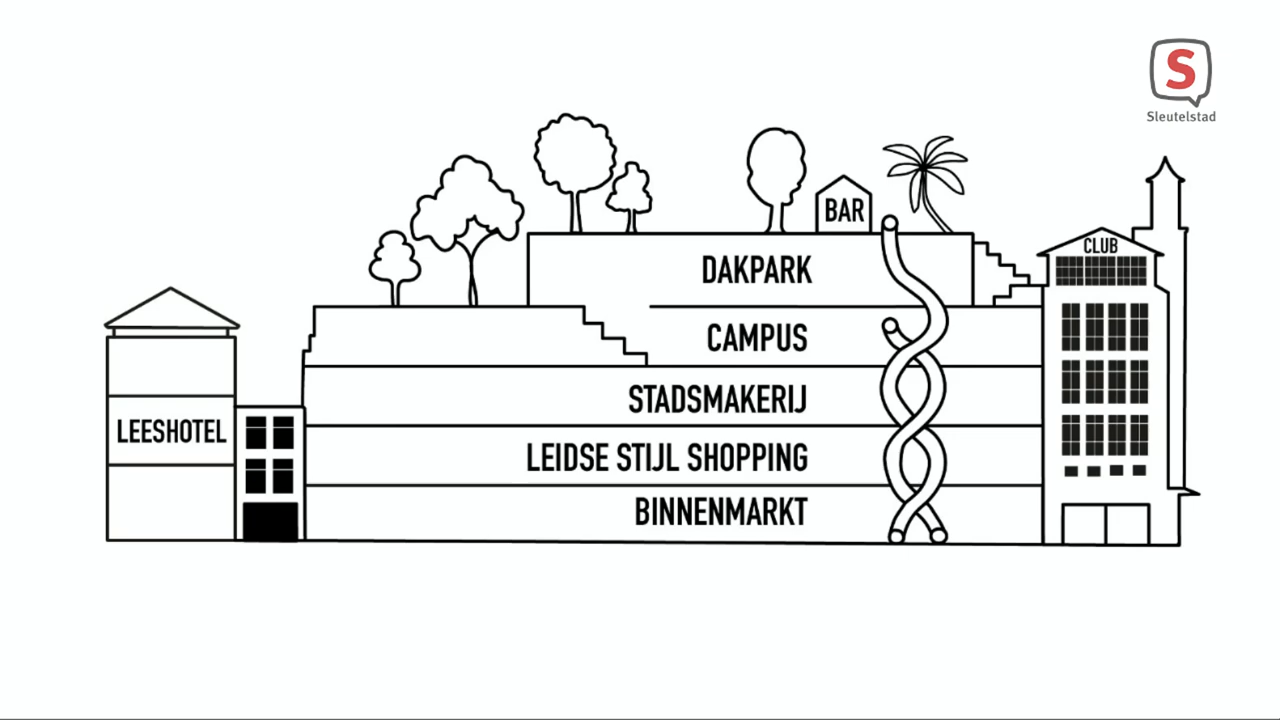 S
Sleutelstad
BAR
CLUB
DAKPARK
CAMPUS
STADSMAKERIJ
LEESHOTEL
LEIDSE STIJL SHOPPING
BINNENMARKT